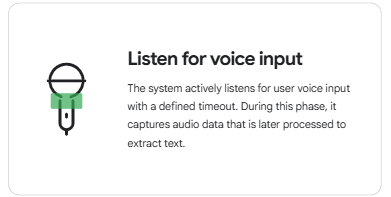 Listen for voice input
The system actively listens for user voice input
with a defined timeout. During this phase, it
captures audio data that is later processed to
extract text.